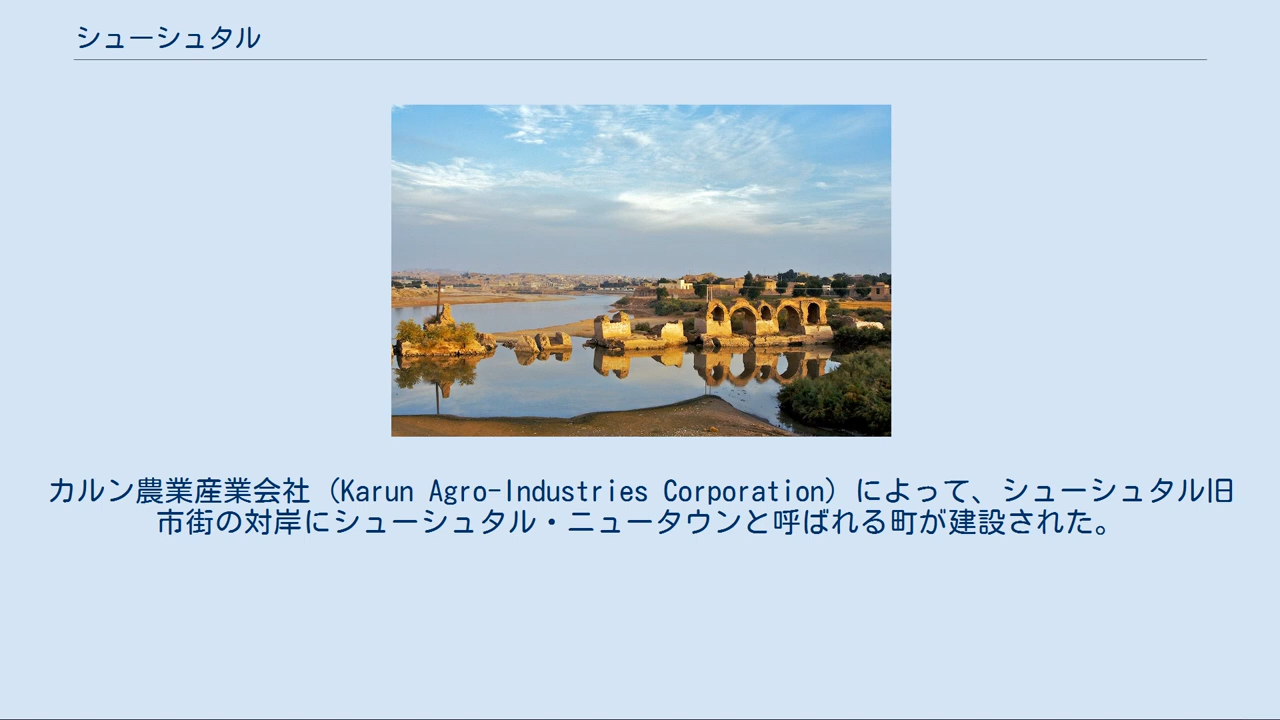 シューシュタル
カルン農業産業会社（Karun Agro-Industries Corporation）によって、シューシュタル旧
市街の対岸にシューシュタル・ニュータウンと呼ばれる町が建設された。